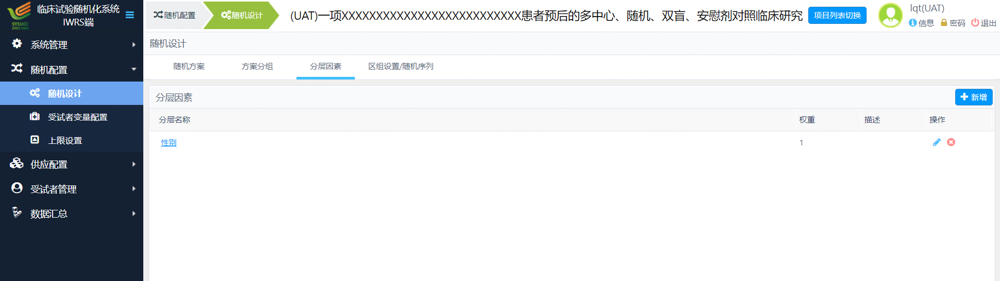 临床试验随机化系统
IWRS端
SYSUCC
SINCE 1964
系统管理
随机配置
随机设计
受试者变量配置
上限设置
供应配置
受试者管理
数据汇总
随机配置
随机设计
(UAT)一项XXXXXXXXXXXXXXXXXXXXXXXXXX患者预后的多中心、随机、双盲、安慰剂对照临床研究
项目列表切换
lqt(UAT)
信息 密码 退出
随机设计
随机方案 方案分组 分层因素 区组设置/随机序列
分层因素
新增
分层名称 权重 描述 操作
性别 1